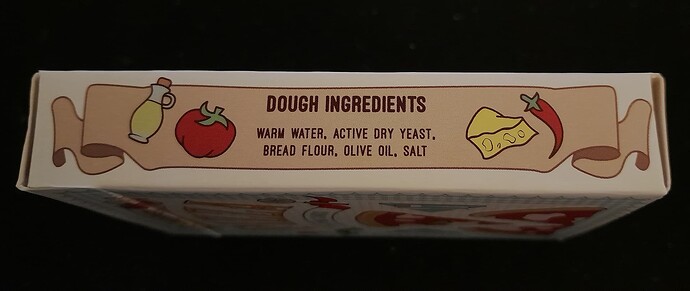 DOUGH INGREDIENTS
WARM WATER, ACTIVE DRY YEAST,
BREAD FLOUR, OLIVE OIL, SALT